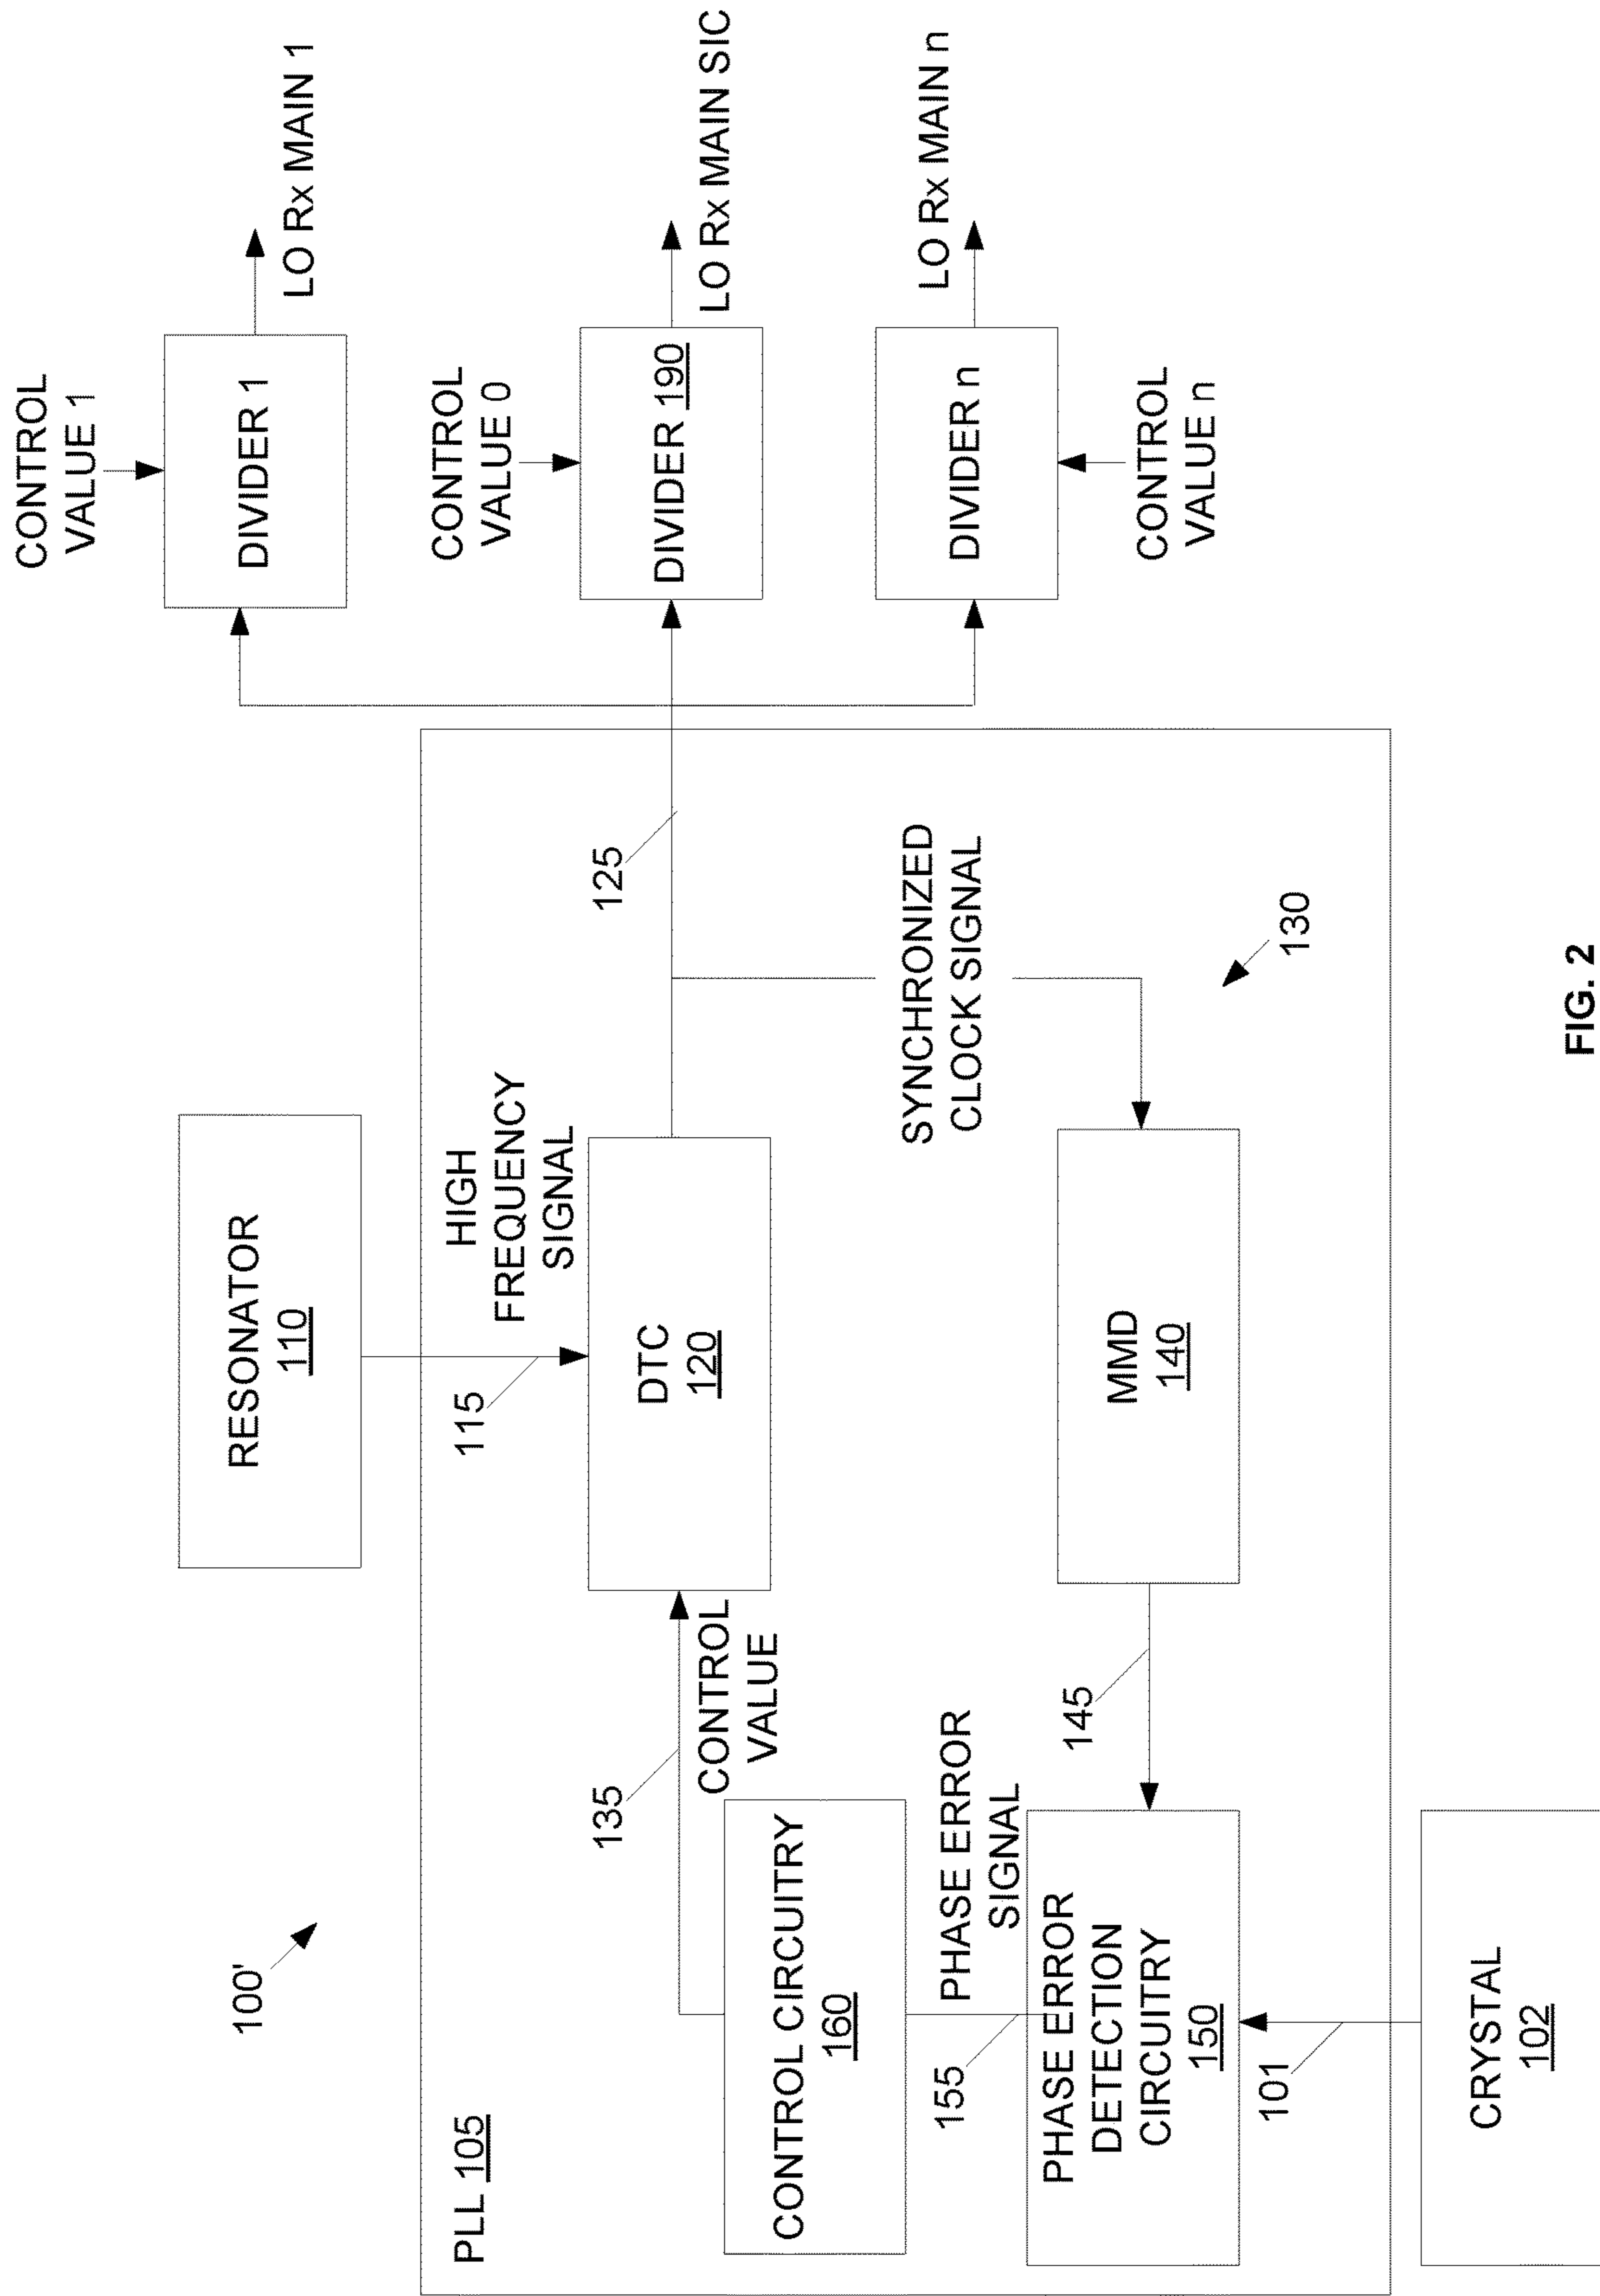 100'
RESONATOR
110
115
HIGH
FREQUENCY
SIGNAL
PLL 105
135
CONTROL
VALUE
DTC
120
125
CONTROL CIRCUITRY
160
155
PHASE ERROR
SIGNAL
SYNCHRONIZED
CLOCK SIGNAL
PHASE ERROR
DETECTION
CIRCUITRY
150
145
MMD
140
130
101
CRYSTAL
102
CONTROL
VALUE 1
DIVIDER 1
LO Rx MAIN 1
CONTROL
VALUE 0
DIVIDER 190
LO Rx MAIN SIC
DIVIDER n
LO Rx MAIN n
CONTROL
VALUE n
FIG. 2